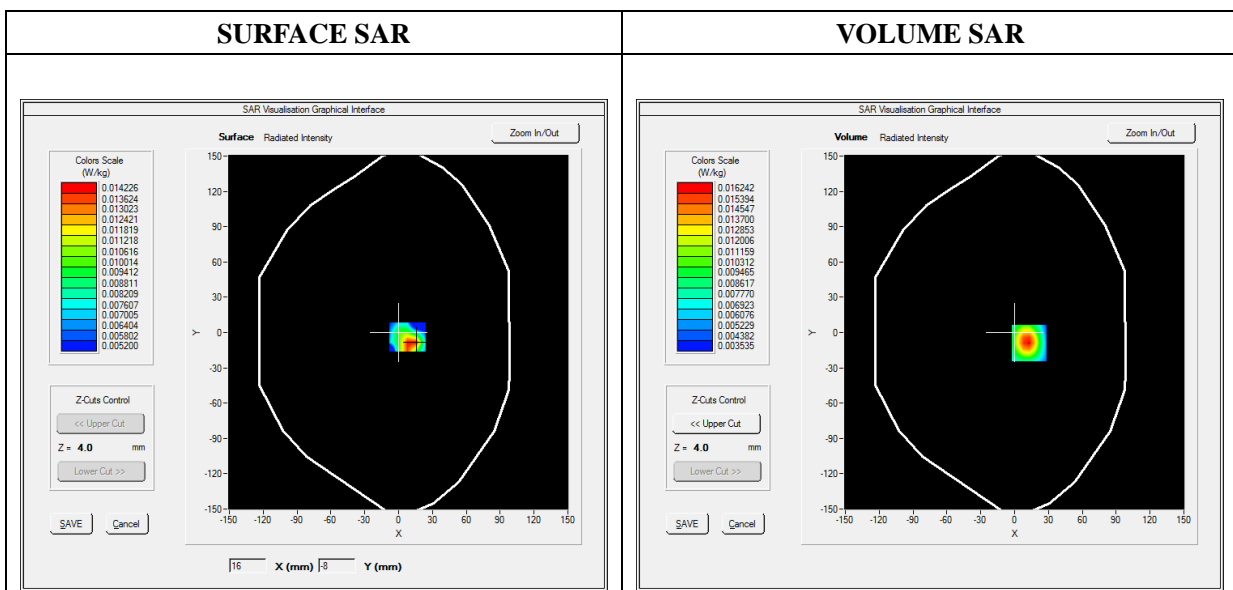 SURFACE SAR
VOLUME SAR
SAR Visualisation Graphical Interface
Surface Radiated Intensity
Zoom In/Out
Colors Scale
(W/kg)
0.014226
0.013624
0.013023
0.012421
0.011819
0.011218
0.010616
0.010014
0.009412
0.008811
0.008209
0.007607
0.007005
0.006404
0.005802
0.005200
Z-Cuts Control
<< Upper Cut
Z = 4.0 mm
Lower Cut >>
SAVE Cancel
150
120
90
60
30
0
-30
-60
-90
-120
-150
Y
-150 -120 -90 -60 -30 0 30 60 90 120 150
X
16 X (mm) -8 Y (mm)
SAR Visualisation Graphical Interface
Volume Radiated Intensity
Zoom In/Out
Colors Scale
(W/kg)
0.016242
0.015394
0.014547
0.013700
0.012853
0.012006
0.011159
0.010312
0.009465
0.008617
0.007770
0.006923
0.006076
0.005229
0.004382
0.003535
Z-Cuts Control
<< Upper Cut
Z = 4.0 mm
Lower Cut >>
SAVE Cancel
150
120
90
60
30
0
-30
-60
-90
-120
-150
Y
-150 -120 -90 -60 -30 0 30 60 90 120 150
X